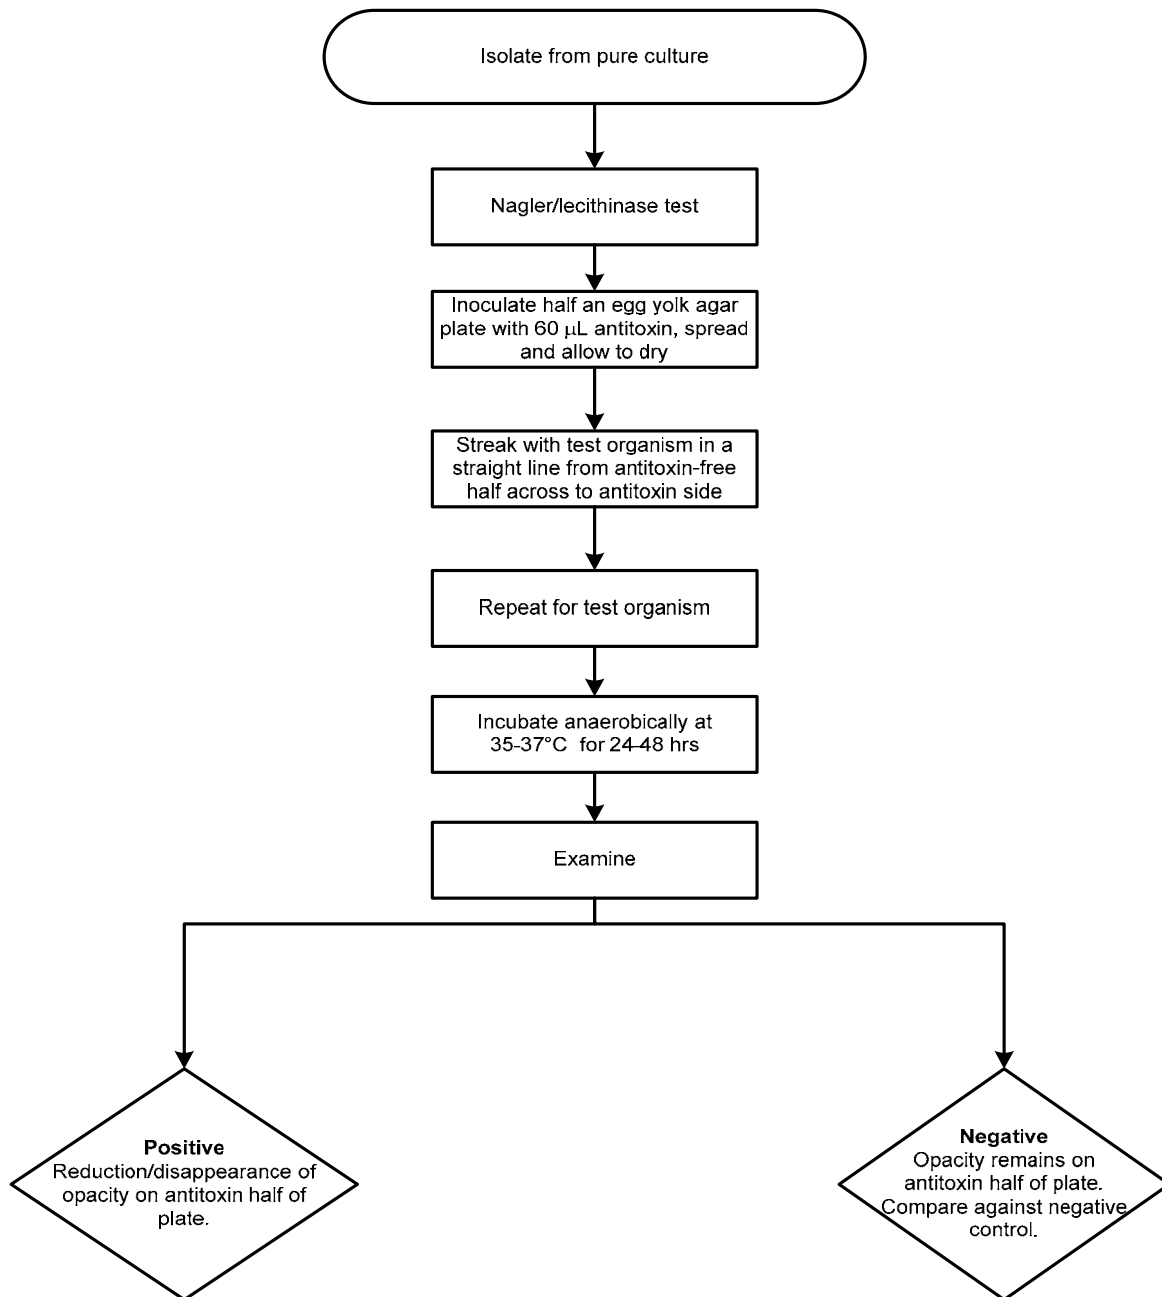 Isolate from pure culture
Nagler/lecithinase test
Inoculate half an egg yolk agar
plate with 60 μL antitoxin, spread
and allow to dry
Streak with test organism in a
straight line from antitoxin-free
half across to antitoxin side
Repeat for test organism
Incubate anaerobically at
35-37°C for 24-48 hrs
Examine
Positive
Reduction/disappearance of
opacity on antitoxin half of
plate.
Negative
Opacity remains on
antitoxin half of plate.
Compare against negative
control.